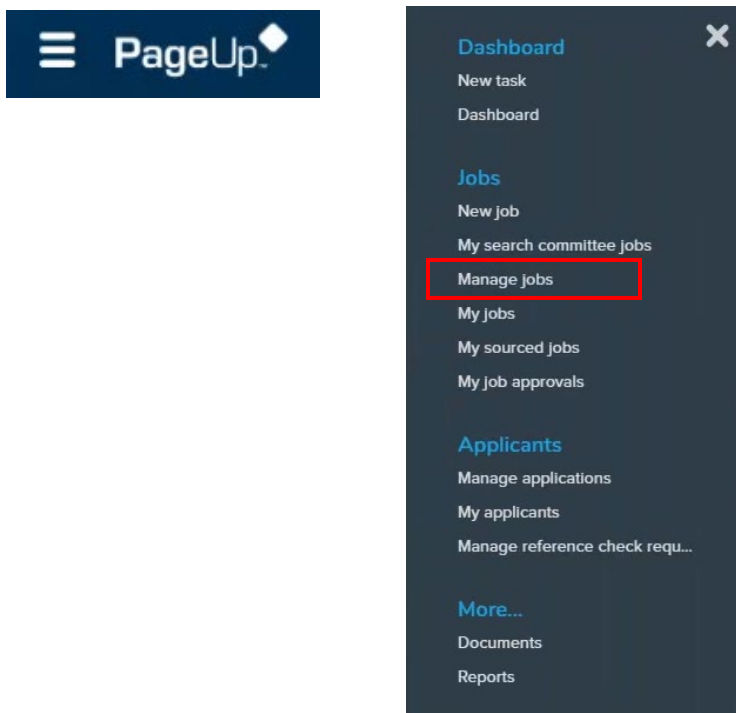 PageUp™
Dashboard
New task
Dashboard
Jobs
New job
My search committee jobs
Manage jobs
My jobs
My sourced jobs
My job approvals
Applicants
Manage applications
My applicants
Manage reference check requ...
More...
Documents
Reports